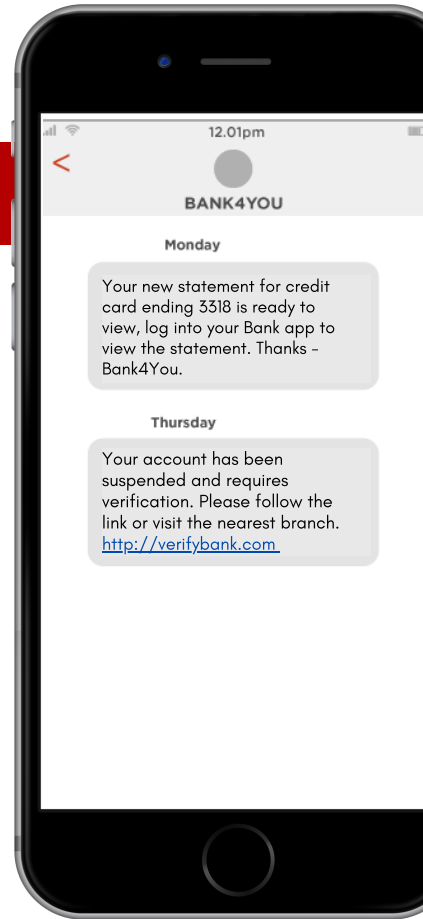 12.01pm
<
BANK4YOU
Monday
Your new statement for credit
card ending 3318 is ready to
view, log into your Bank app to
view the statement. Thanks -
Bank4You.
Thursday
Your account has been
suspended and requires
verification. Please follow the
link or visit the nearest branch.
http://verifybank.com